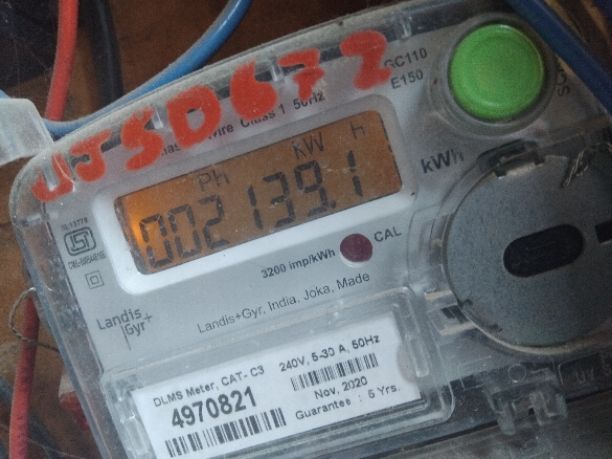 UJSD672
Class 1 50Hz
GC110
E150
Ph kW H
002139.1
kWh
3200 imp/kWh
CAL
Landis
Gyr+
Landis+Gyr, India, Joka, Made
DLMS Meter, CAT- C3 240V, 5-30 A, 50Hz
4970821
Nov, 2020
Guarantee : 5 Yrs.